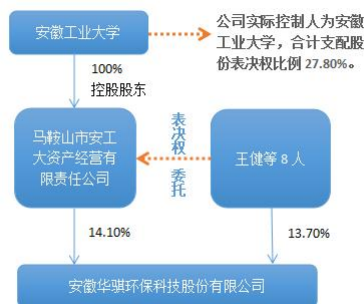 安徽工业大学
公司实际控制人为安徽
工业大学，合计支配股
份表决权比例 27.80%。
100%
控股股东
马鞍山市安工
大资产经营有
限责任公司
表决权
委托
王健等 8 人
14.10%
13.70%
安徽华骐环保科技股份有限公司